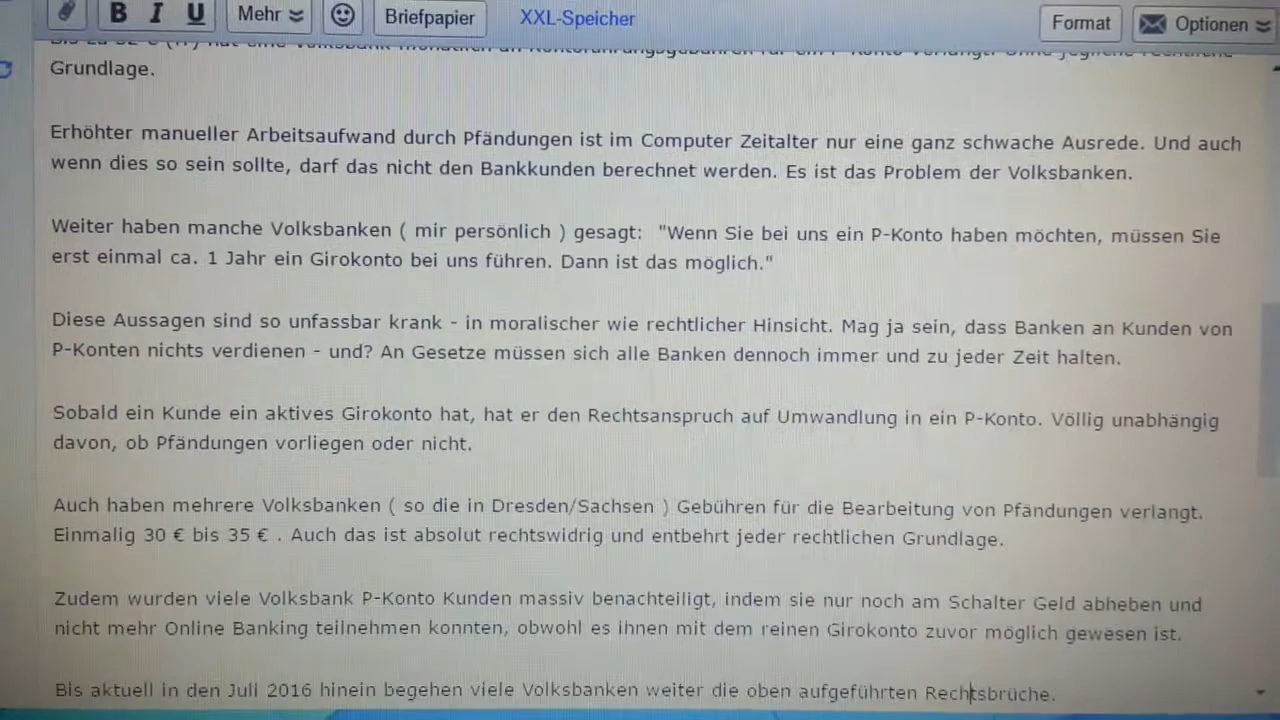 B I U Mehr Briefpapier XXL-Speicher Format Optionen
Grundlage.
Erhöhter manueller Arbeitsaufwand durch Pfändungen ist im Computer Zeitalter nur eine ganz schwache Ausrede. Und auch
wenn dies so sein sollte, darf das nicht den Bankkunden berechnet werden. Es ist das Problem der Volksbanken.
Weiter haben manche Volksbanken ( mir persönlich ) gesagt: "Wenn Sie bei uns ein P-Konto haben möchten, müssen Sie
erst einmal ca. 1 Jahr ein Girokonto bei uns führen. Dann ist das möglich."
Diese Aussagen sind so unfassbar krank - in moralischer wie rechtlicher Hinsicht. Mag ja sein, dass Banken an Kunden von
P-Konten nichts verdienen - und? An Gesetze müssen sich alle Banken dennoch immer und zu jeder Zeit halten.
Sobald ein Kunde ein aktives Girokonto hat, hat er den Rechtsanspruch auf Umwandlung in ein P-Konto. Völlig unabhängig
davon, ob Pfändungen vorliegen oder nicht.
Auch haben mehrere Volksbanken ( so die in Dresden/Sachsen ) Gebühren für die Bearbeitung von Pfändungen verlangt.
Einmalig 30 € bis 35 € . Auch das ist absolut rechtswidrig und entbehrt jeder rechtlichen Grundlage.
Zudem wurden viele Volksbank P-Konto Kunden massiv benachteiligt, indem sie nur noch am Schalter Geld abheben und
nicht mehr Online Banking teilnehmen konnten, obwohl es ihnen mit dem reinen Girokonto zuvor möglich gewesen ist.
Bis aktuell in den Juli 2016 hinein begehen viele Volksbanken weiter die oben aufgeführten Rechtsbrüche.